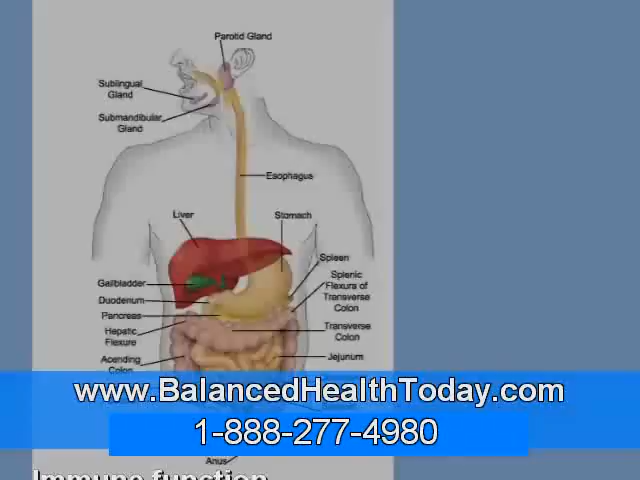 Parotid Gland
Sublingual
Gland
Submandibular
Gland
Esophagus
Liver
Stomach
Spleen
Gallbladder
Splenic
Flexura of
Transverse
Colon
Duodenum
Pancreas
Hepatic
Flexure
Transverse
Colon
Acending
Colon
Jejunum
www.BalancedHealthToday.com
1-888-277-4980
Anus
Immune function